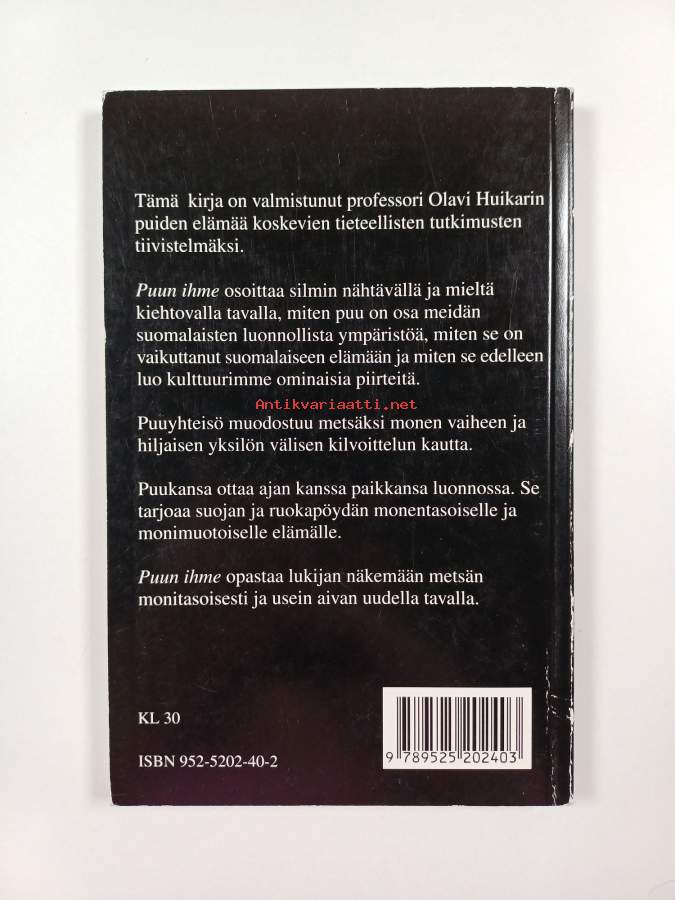 Tämä kirja on valmistunut professori Olavi Huikarin
puiden elämää koskevien tieteellisten tutkimusten
tiivistelmäksi.
Puun ihme osoittaa silmin nähtävällä ja mieltä
kiehtovalla tavalla, miten puu on osa meidän
suomalaisten luonnollista ympäristöä, miten se on
vaikuttanut suomalaiseen elämään ja miten se edelleen
luo kulttuurimme ominaisia piirteitä.
Antikvariaatti.net
Puuyhteisö muodostuu metsäksi monen vaiheen ja
hiljaisen yksilön välisen kilvoittelun kautta.
Puukansa ottaa ajan kanssa paikkansa luonnossa. Se
tarjoaa suojan ja ruokapöydän monentasoiselle ja
monimuotoiselle elämälle.
Puun ihme opastaa lukijan näkemään metsän
monitasoisesti ja usein aivan uudella tavalla.
KL 30
ISBN 952-5202-40-2
9 789525 202403